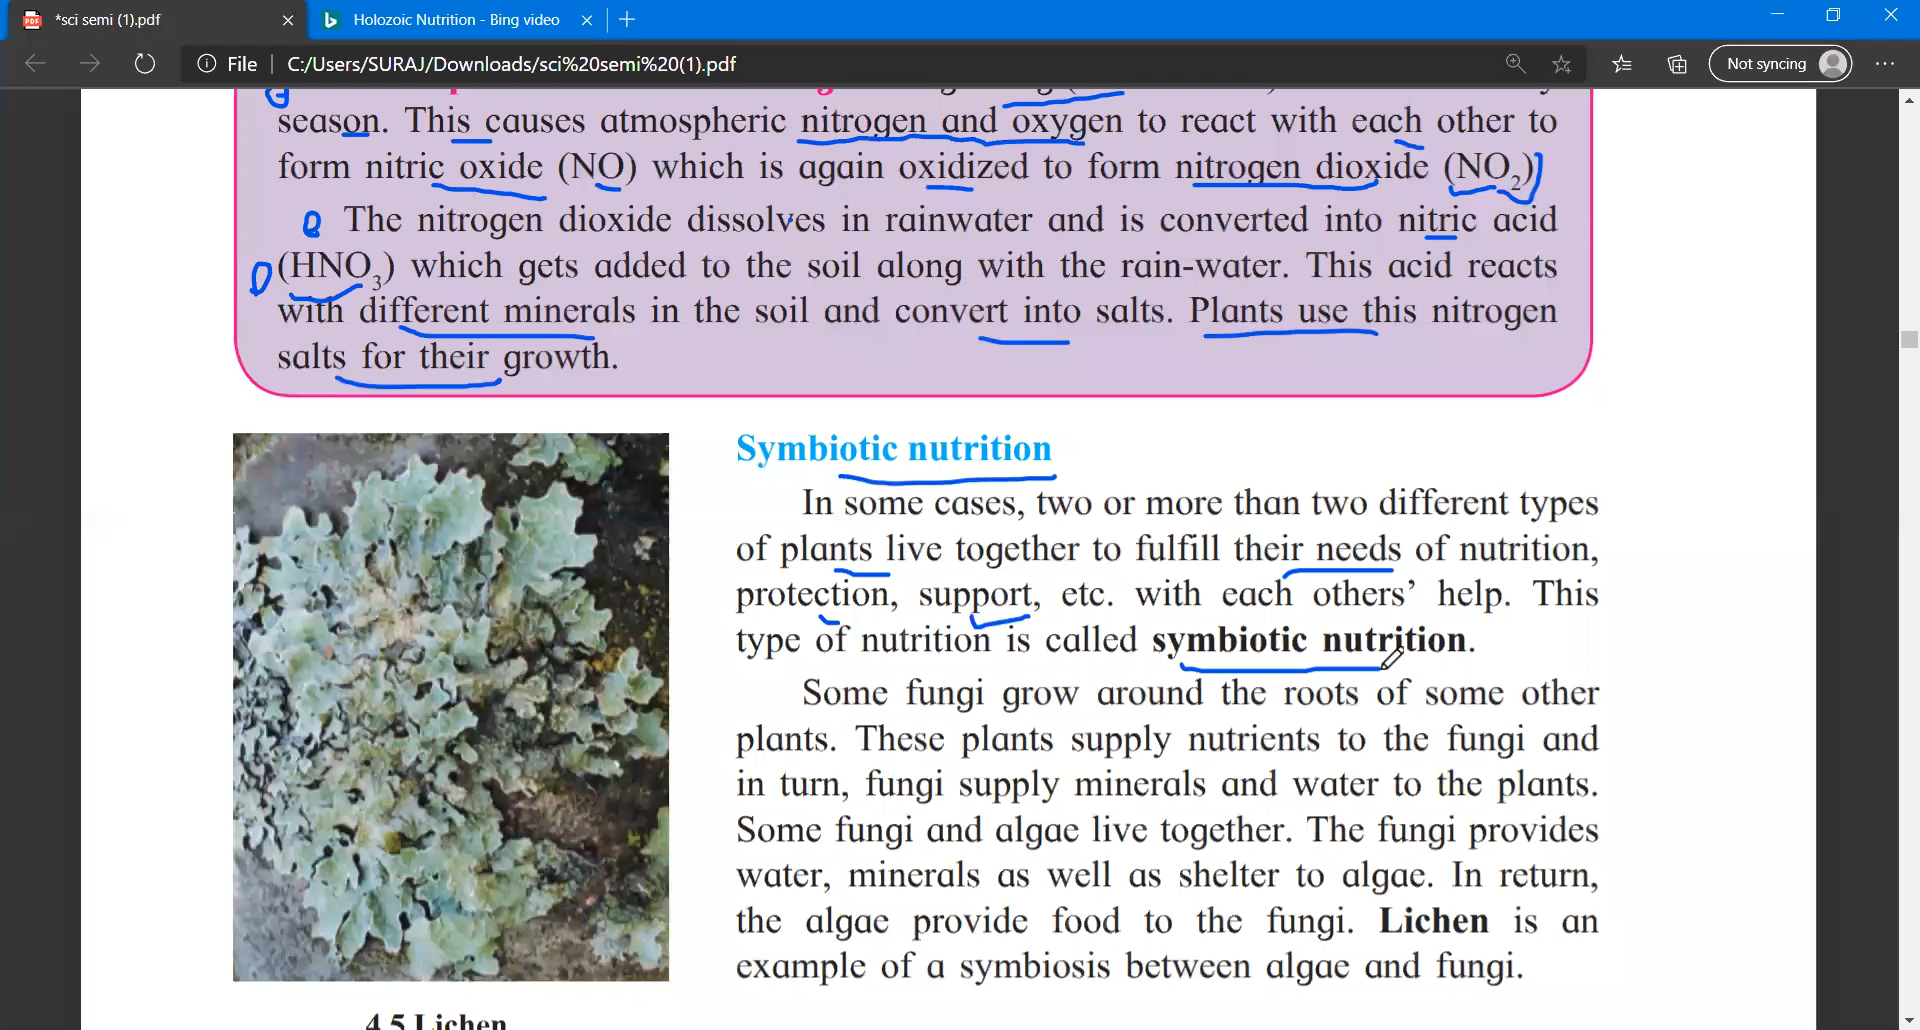 *sci semi (1).pdf
Holozoic Nutrition - Bing video
File
C:/Users/SURAJ/Downloads/sci%20semi%20(1).pdf
Not syncing
season. This causes atmospheric nitrogen and oxygen to react with each other to
form nitric oxide (NO) which is again oxidized to form nitrogen dioxide (NO₂)
The nitrogen dioxide dissolves in rainwater and is converted into nitric acid
(HNO₃) which gets added to the soil along with the rain-water. This acid reacts
with different minerals in the soil and convert into salts. Plants use this nitrogen
salts for their growth.
Symbiotic nutrition
In some cases, two or more than two different types
of plants live together to fulfill their needs of nutrition,
protection, support, etc. with each others’ help. This
type of nutrition is called symbiotic nutrition.
Some fungi grow around the roots of some other
plants. These plants supply nutrients to the fungi and
in turn, fungi supply minerals and water to the plants.
Some fungi and algae live together. The fungi provides
water, minerals as well as shelter to algae. In return,
the algae provide food to the fungi. Lichen is an
example of a symbiosis between algae and fungi.
4.5 Lichen